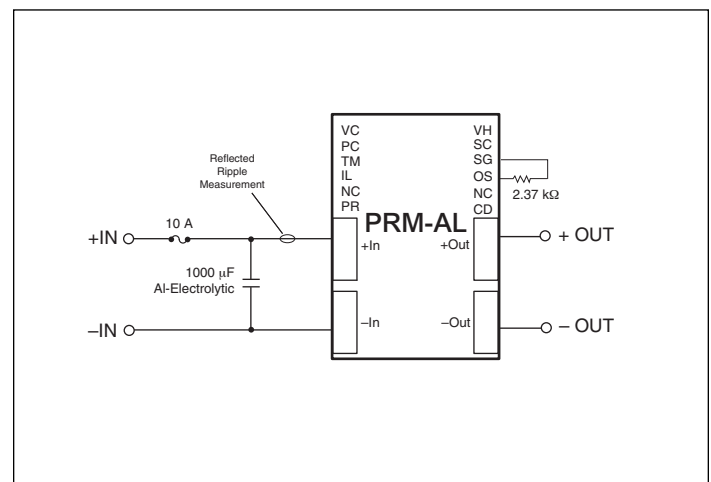 VC
PC
TM
IL
NC
PR
VH
SC
SG
OS
NC
CD
2.37 kΩ
Reflected
Ripple
Measurement
PRM-AL
+IN
10 A
+In
+Out
+ OUT
1000 µF
Al-Electrolytic
–IN
–In
–Out
– OUT